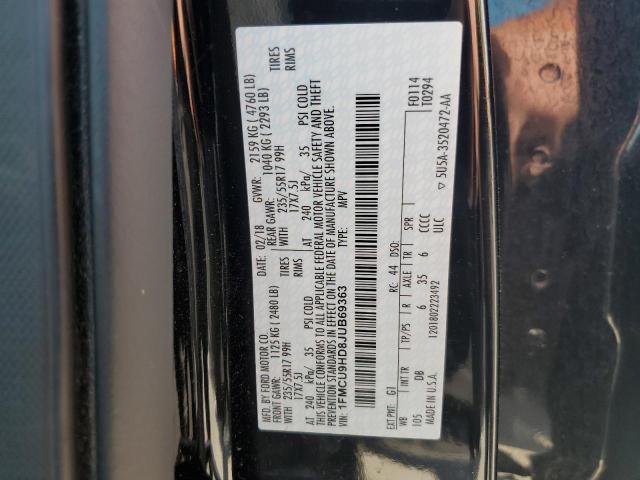 MFD. BY FORD MOTOR CO.
DATE: 02/18 GVWR: 2159 KG ( 4760 LB)
FRONT GAWR: 1125 KG ( 2480 LB) REAR GAWR: 1040 KG ( 2293 LB)
WITH 235/55R17 99H TIRES WITH 235/55R17 99H TIRES
17X7.5J RIMS 17X7.5J RIMS
AT 240 kPa/ 35 PSI COLD AT 240 kPa/ 35 PSI COLD
THIS VEHICLE CONFORMS TO ALL APPLICABLE FEDERAL MOTOR VEHICLE SAFETY AND THEFT
PREVENTION STANDARDS IN EFFECT ON THE DATE OF MANUFACTURE SHOWN ABOVE.
VIN: 1FMCU9HD8JUB69363 TYPE: MPV
F0114
T0294
EXT PNT: G1 RC: 44 DSO:
WB INT TR TP/PS R AXLE TR SPR
105 DB 6 35 6 CCCC
ULC
MADE IN U.S.A. 1201802223492
▽ 5U5A-3520472-AA